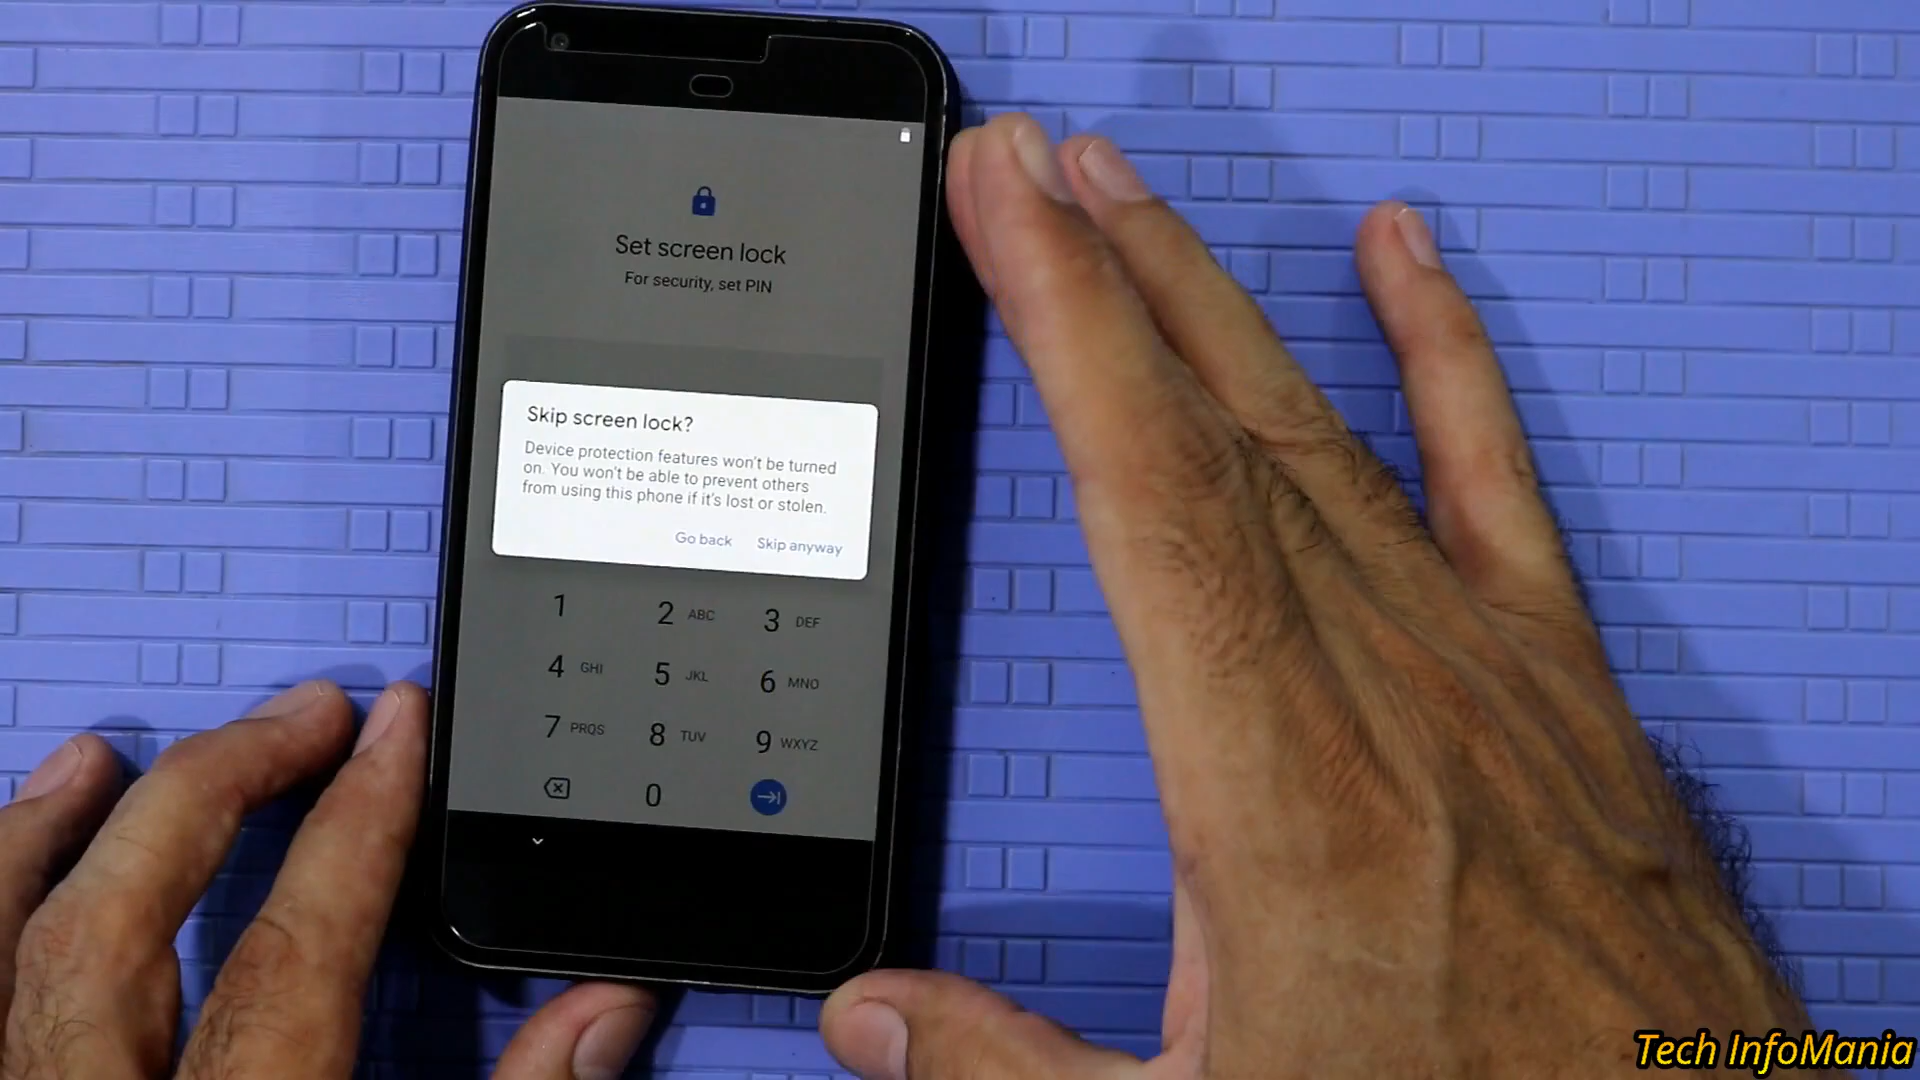 Set screen lock
For security, set PIN
Skip screen lock?
Device protection features won't be turned
on. You won't be able to prevent others
from using this phone if it's lost or stolen.
Go back Skip anyway
1 2 ABC 3 DEF
4 GHI 5 JKL 6 MNO
7 PRQS 8 TUV 9 WXYZ
0
Tech InfoMania